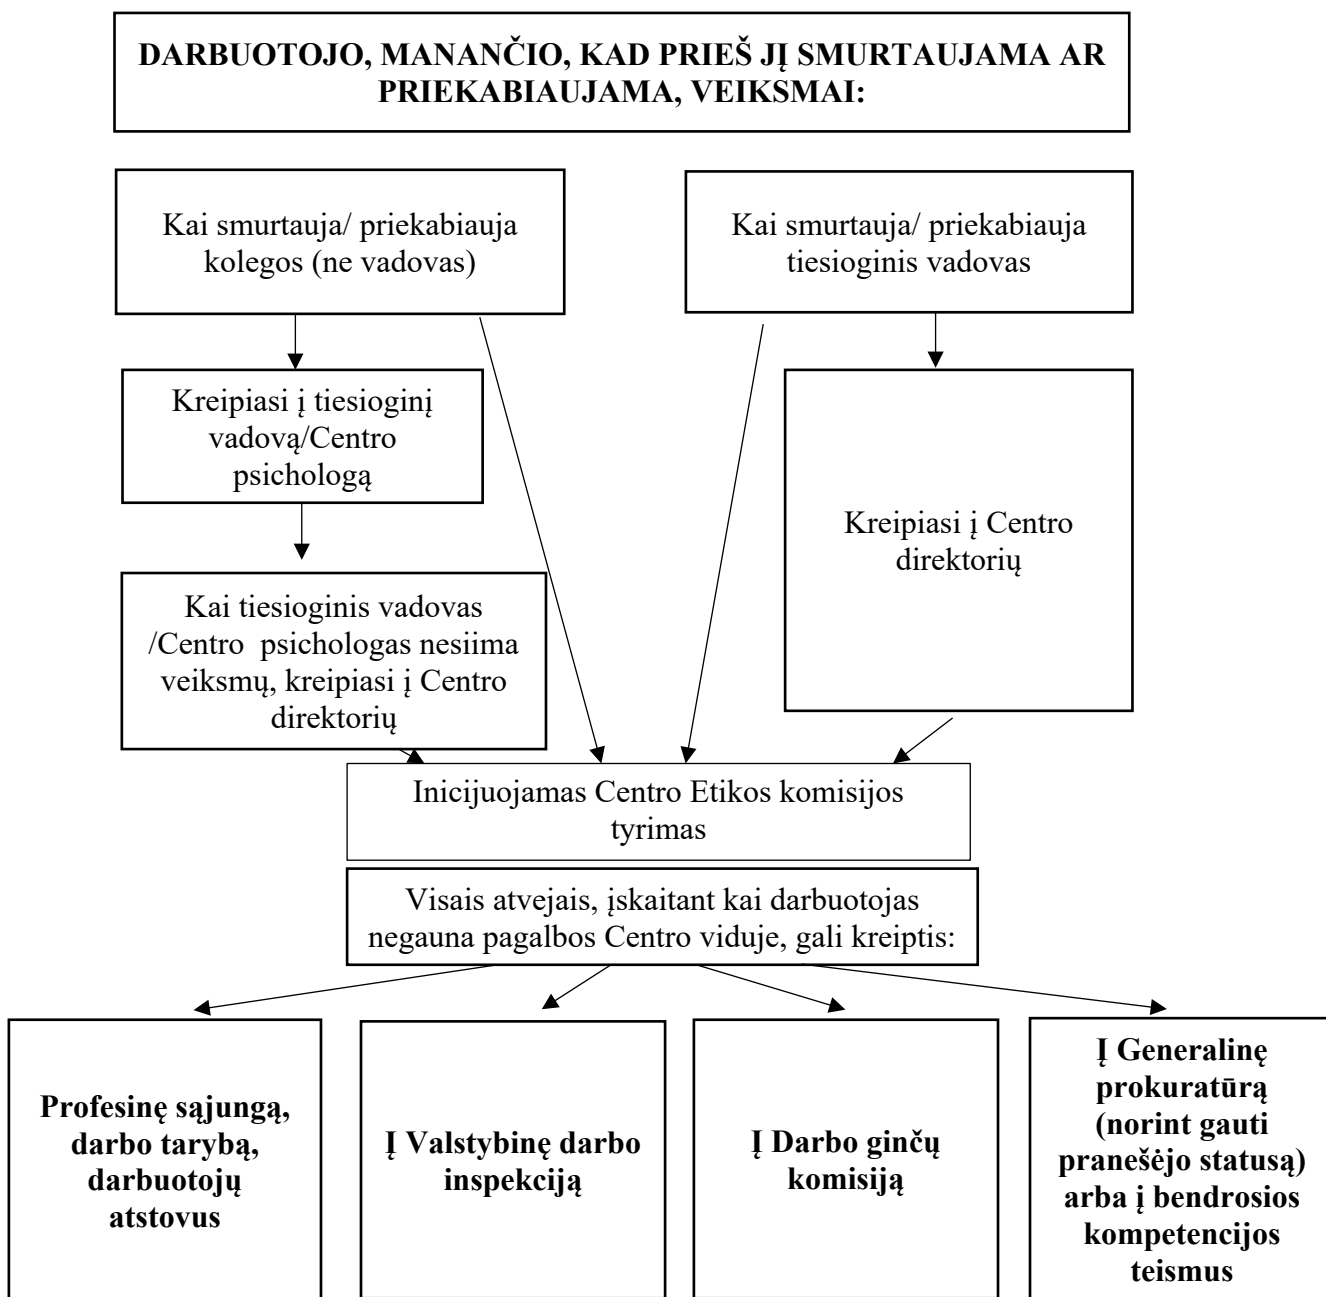 DARBUOTOJO, MANANČIO, KAD PRIEŠ JĮ SMURTAUJAMA AR
PRIEKABIAUJAMA, VEIKSMAI:
Kai smurtauja/ priekabiauja
kolegos (ne vadovas)
Kai smurtauja/ priekabiauja
tiesioginis vadovas
Kreipiasi į tiesioginį
vadovą/Centro
psichologą
Kreipiasi į Centro
direktorių
Kai tiesioginis vadovas
/Centro psichologas nesiima
veiksmų, kreipiasi į Centro
direktorių
Inicijuojamas Centro Etikos komisijos
tyrimas
Visais atvejais, įskaitant kai darbuotojas
negauna pagalbos Centro viduje, gali kreiptis:
Profesinę sąjungą,
darbo tarybą,
darbuotojų
atstovus
Į Valstybinę darbo
inspekciją
Į Darbo ginčų
komisiją
Į Generalinę
prokuratūrą
(norint gauti
pranešėjo statusą)
arba į bendrosios
kompetencijos
teismus